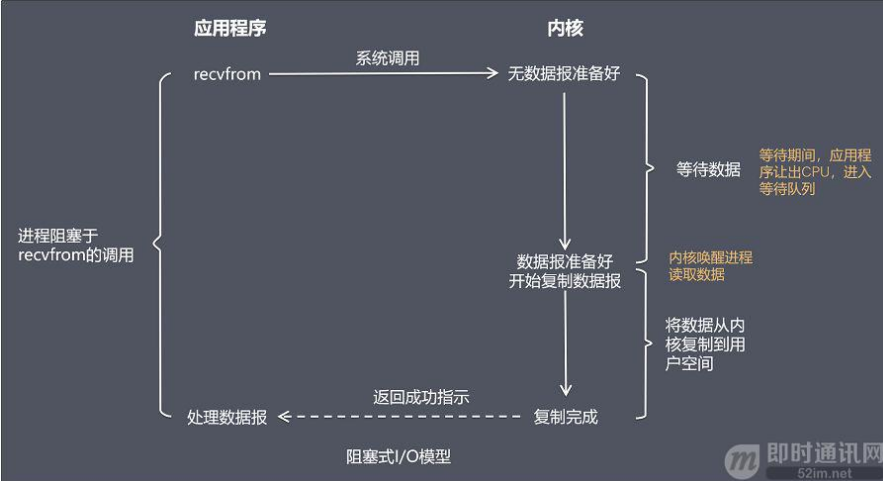 应用程序
内核
系统调用
recvfrom
无数据报准备好
等待数据
等待期间，应用程
序让出CPU，进入
等待队列
进程阻塞于
recvfrom的调用
数据报准备好
开始复制数据报
内核唤醒进程
读取数据
将数据从内
核复制到用
户空间
返回成功指示
处理数据报
复制完成
阻塞式I/O模型
m
即时通讯网
52im.net